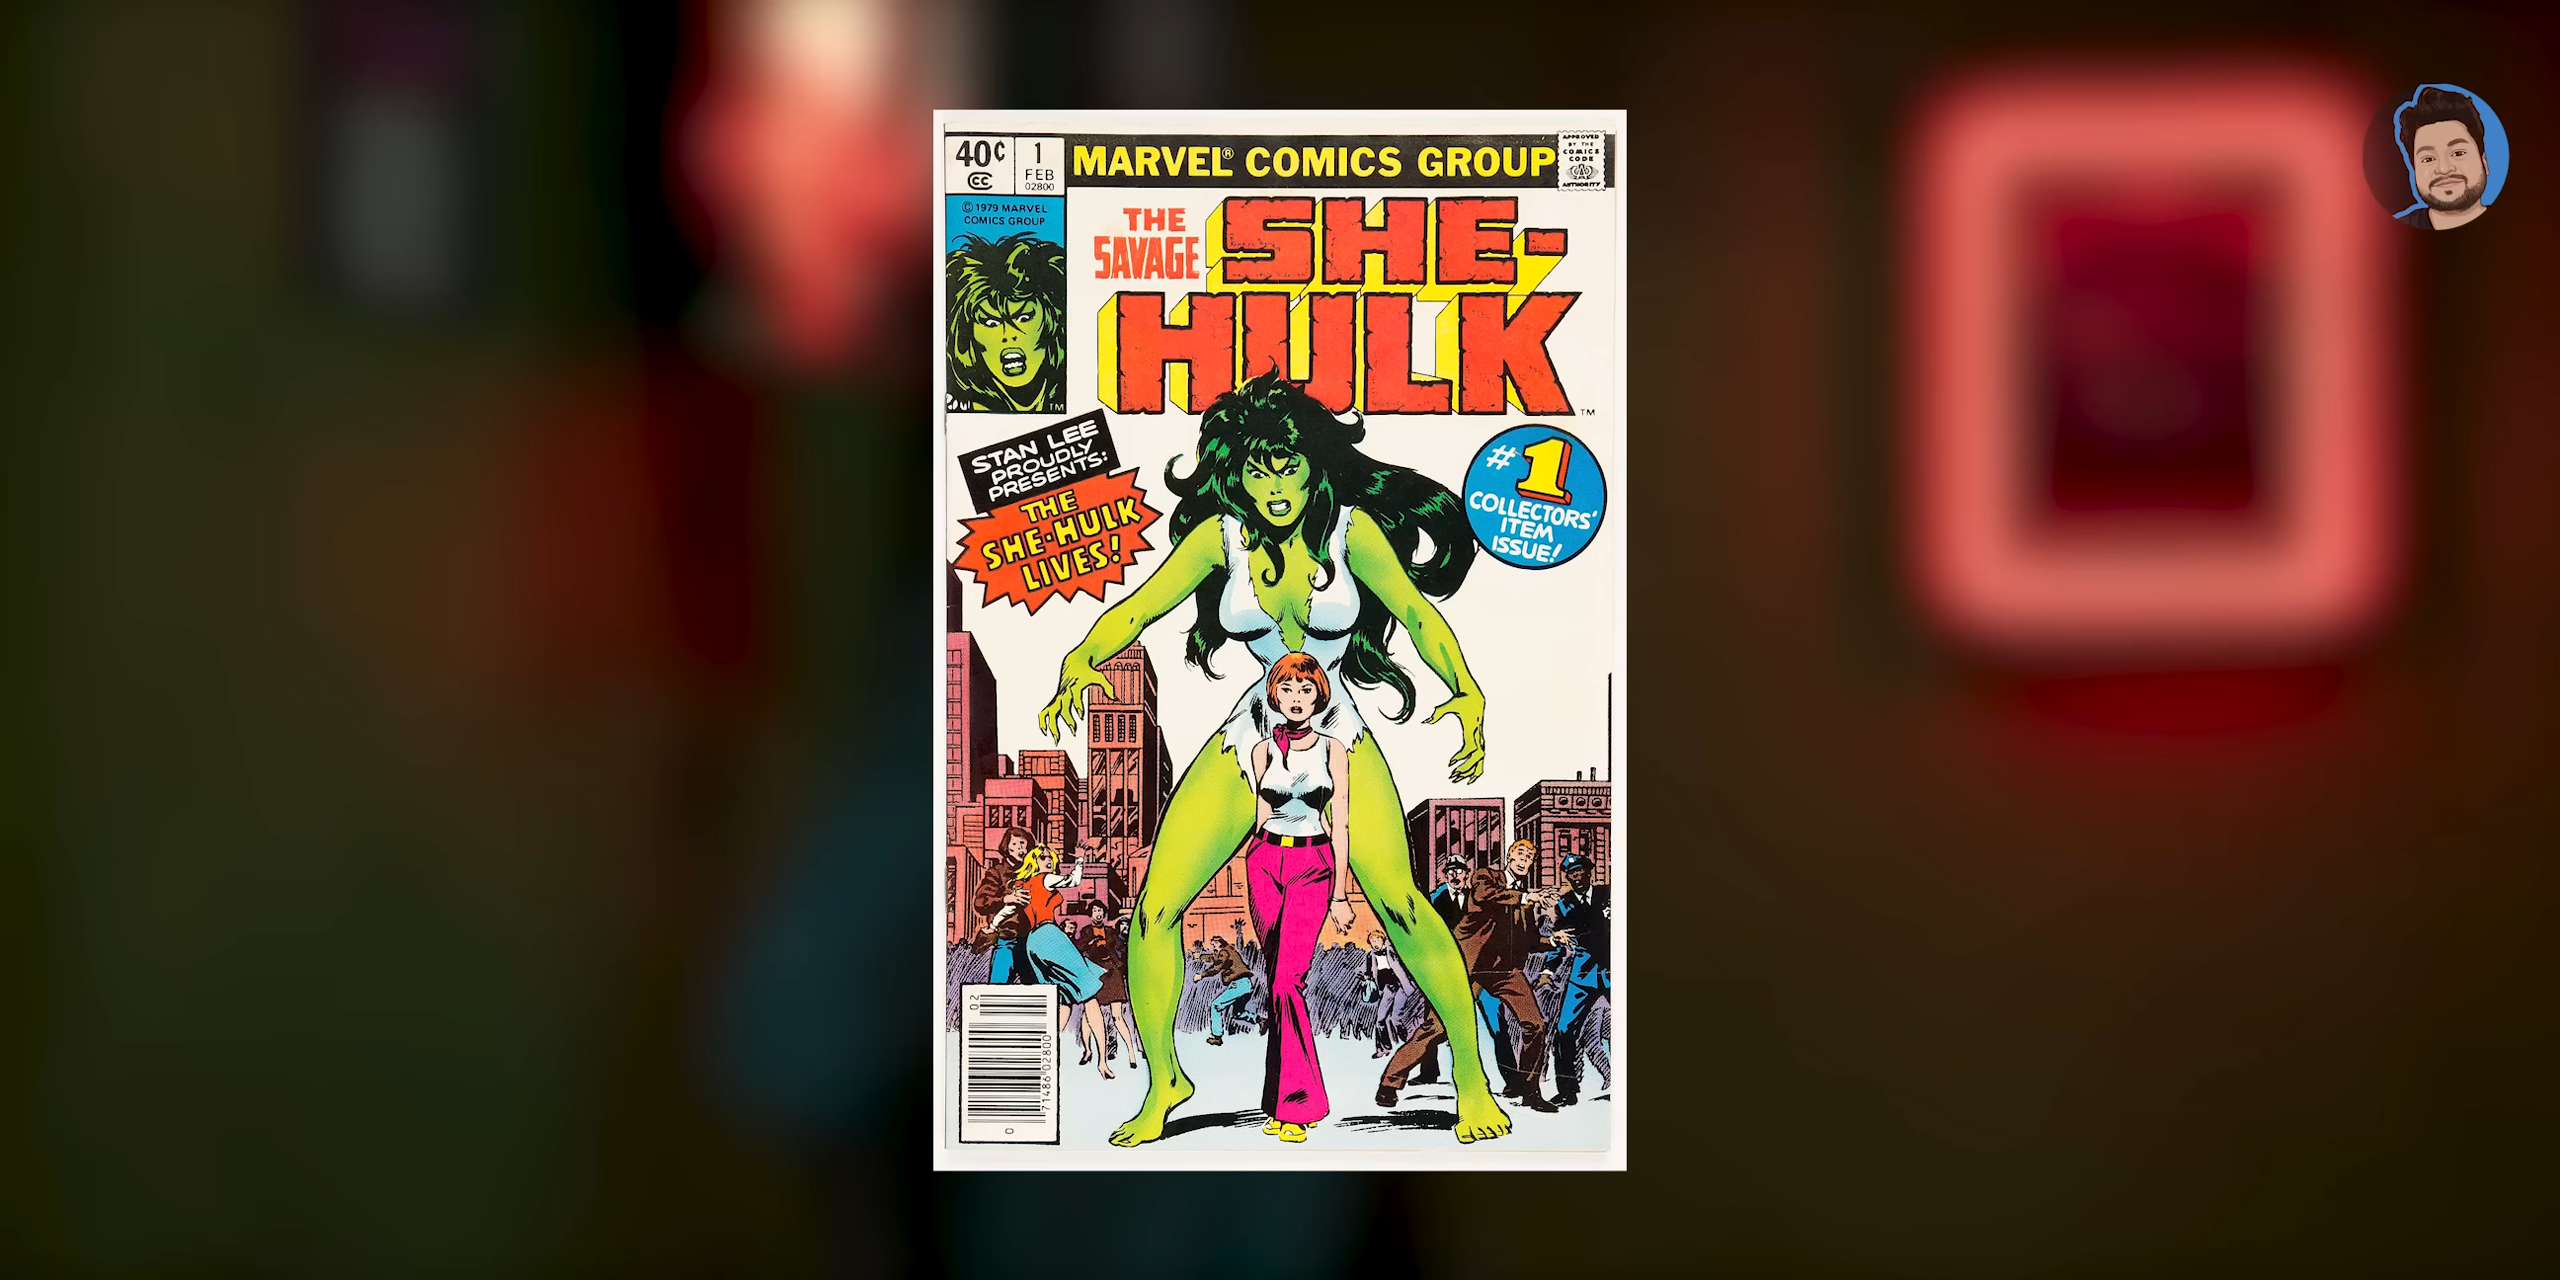 40¢
CC
1
FEB
02800
MARVEL® COMICS GROUP
APPROVED
BY THE
COMICS
CODE
AUTHORITY
© 1979 MARVEL
COMICS GROUP
TM
THE
SAVAGE
SHE-
HULK
TM
STAN LEE
PROUDLY
PRESENTS:
THE
SHE-HULK
LIVES!
#1
COLLECTORS'
ITEM
ISSUE!
02
71486 02800
0